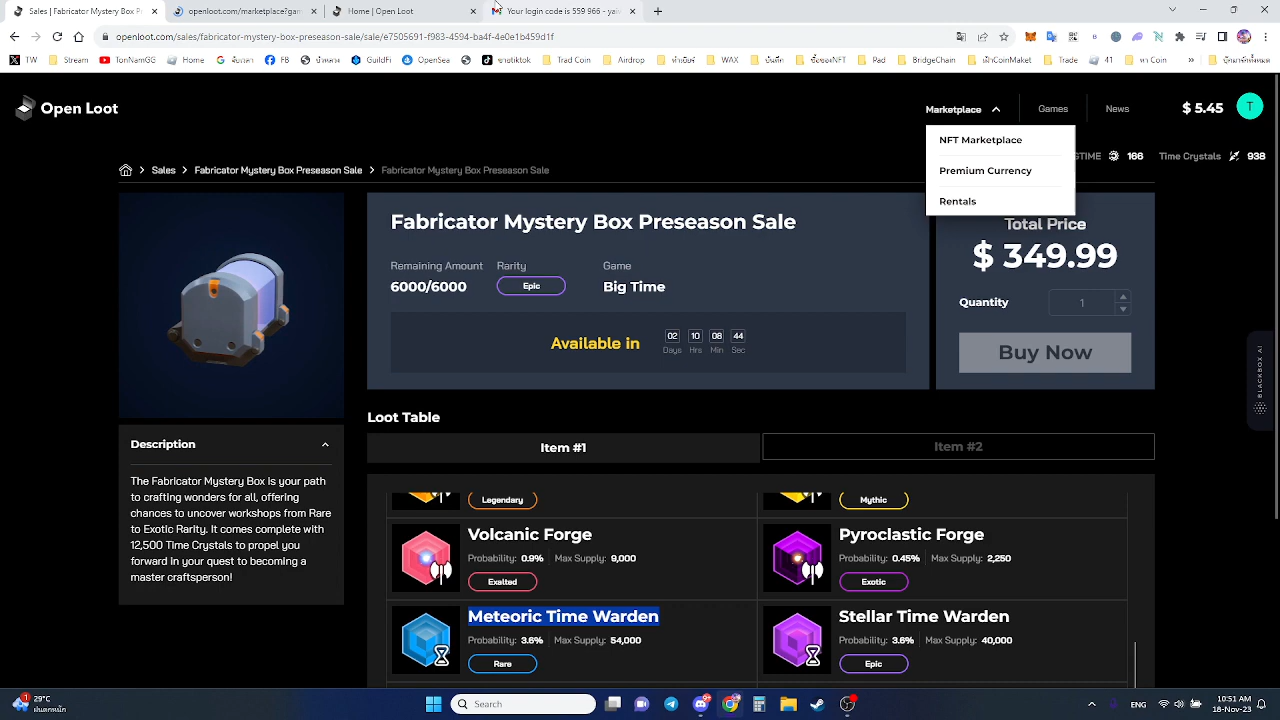 Sales | Fabricator Mystery Box Pr
openloot.com/marketplace?gam
Home | Open Loot
Your login code is 559 966 - yaiv
openloot.com/sales/fabricator-mystery-box-preseason-sale/sale/e7505691-f983-4594-ba4f-4e0e1b459d1f
TW
Stream
TonNamGG
Home
FB
GuildFi
OpenSea
Trad Coin
Airdrop
WAX
Pad
BridgeChain
Trade
41
Open Loot
Marketplace
Games
News
$ 5.45
T
NFT Marketplace
Premium Currency
Rentals
GTIME 166
Time Crystals 938
Sales
Fabricator Mystery Box Preseason Sale
Fabricator Mystery Box Preseason Sale
Fabricator Mystery Box Preseason Sale
Remaining Amount
Rarity
Game
6000/6000
Epic
Big Time
Available in
02 10 08 44
Days Hrs Min Sec
Total Price
$ 349.99
Quantity
1
Buy Now
BLACKBOX AI
Description
The Fabricator Mystery Box is your path
to crafting wonders for all, offering
chances to uncover workshops from Rare
to Exotic Rarity. It comes complete with
12,500 Time Crystals to propel you
forward in your quest to becoming a
master craftsperson!
Loot Table
Item #1
Item #2
Legendary
Mythic
Volcanic Forge
Probability: 0.9% Max Supply: 9,000
Exalted
Pyroclastic Forge
Probability: 0.45% Max Supply: 2,250
Exotic
Meteoric Time Warden
Probability: 3.6% Max Supply: 54,000
Rare
Stellar Time Warden
Probability: 3.6% Max Supply: 40,000
Epic
29°C
Search
ENG
10:51 AM
18-Nov-23